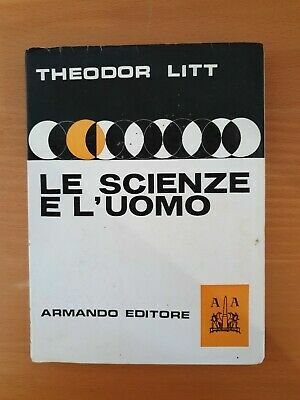 THEODOR LITT
LE SCIENZE
E L'UOMO
ARMANDO EDITORE
A A